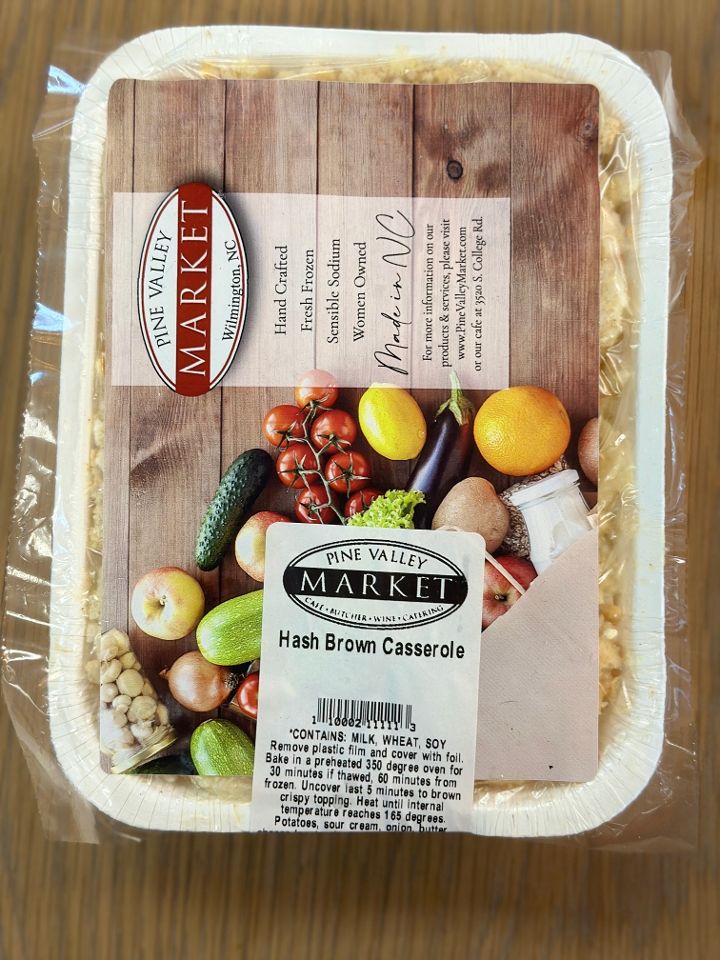 PINE VALLEY
MARKET
Wilmington, NC
Hand Crafted
Fresh Frozen
Sensible Sodium
Women Owned
Made in NC
For more information on our
products & services, please visit
www.PineValleyMarket.com
or our cafe at 3520 S. College Rd.
PINE VALLEY
MARKET
CAFE • BUTCHER • WINE • CATERING
Hash Brown Casserole
1 10002 11111 3
*CONTAINS: MILK, WHEAT, SOY
Remove plastic film and cover with foil.
Bake in a preheated 350 degree oven for
30 minutes if thawed, 60 minutes from
frozen. Uncover last 5 minutes to brown
crispy topping. Heat until internal
temperature reaches 165 degrees.
Potatoes, sour cream, onion, butter,